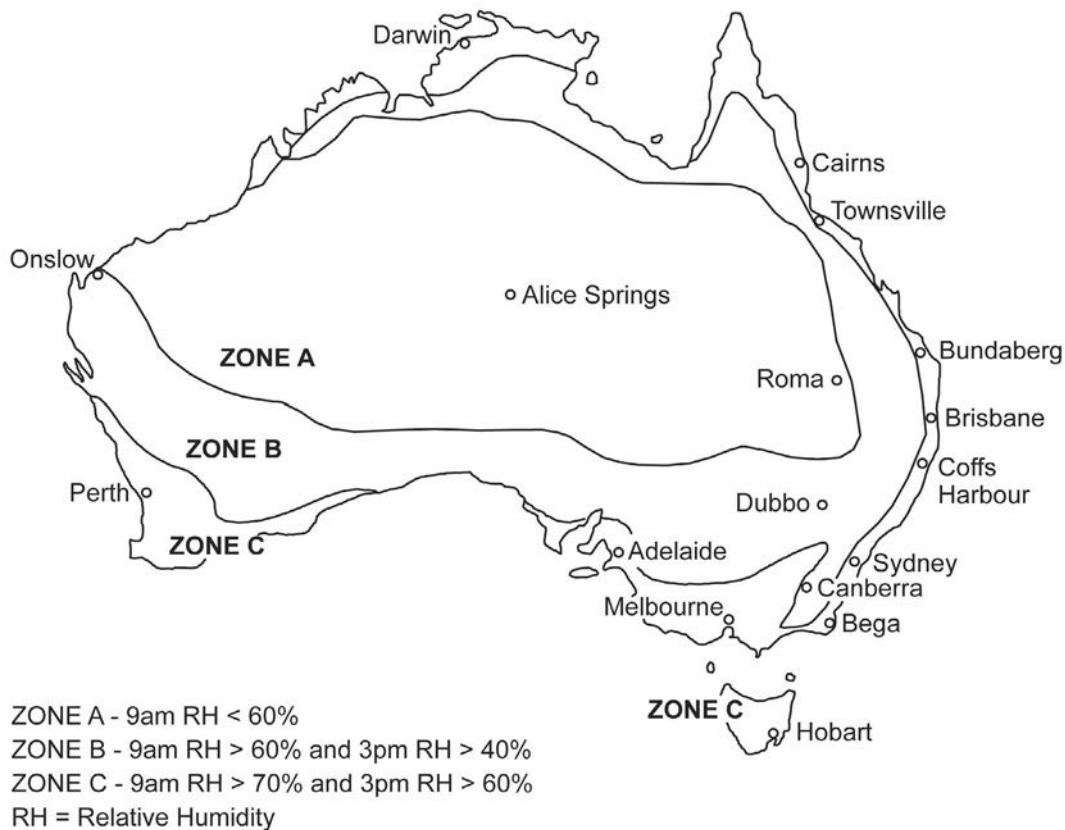 Darwin
Cairns
Townsville
Onslow
Alice Springs
ZONE A
Bundaberg
Roma
Brisbane
ZONE B
Coffs
Harbour
Perth
Dubbo
ZONE C
Adelaide
Sydney
Canberra
Melbourne
Bega
ZONE C
Hobart
ZONE A - 9am RH < 60%
ZONE B - 9am RH > 60% and 3pm RH > 40%
ZONE C - 9am RH > 70% and 3pm RH > 60%
RH = Relative Humidity